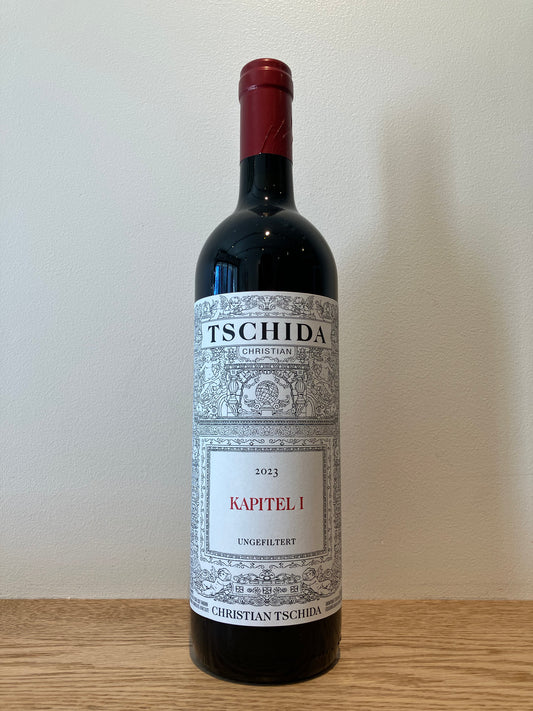 TSCHIDA
CHRISTIAN
2023
KAPITEL I
UNGEFILTERT
CHRISTIAN TSCHIDA